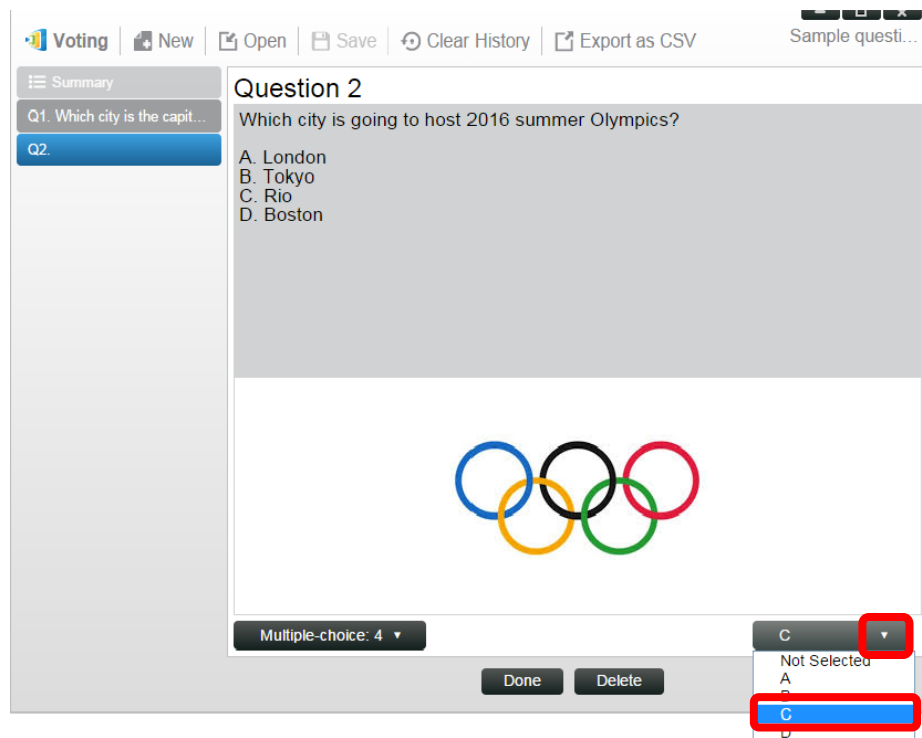 Voting New Open Save Clear History Export as CSV Sample questi...
Summary
Q1. Which city is the capit...
Q2.
Question 2
Which city is going to host 2016 summer Olympics?
A. London
B. Tokyo
C. Rio
D. Boston
Multiple-choice: 4
C
Not Selected
A
B
C
D
Done Delete